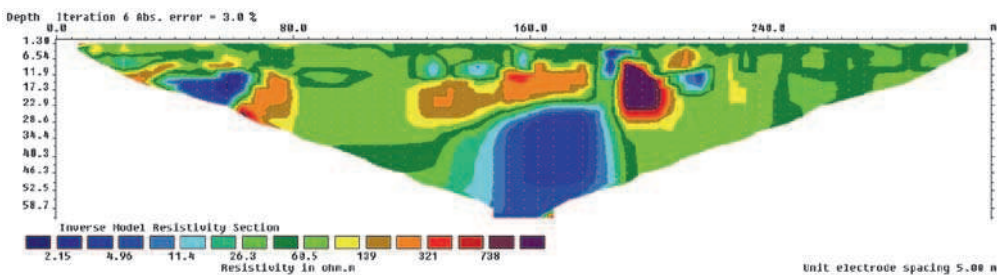 Depth Iteration 6 Abs. error = 3.0 %
0.0 80.0 160.0 240.0 m
1.30
6.54
11.9
17.3
22.9
28.6
34.4
40.3
46.3
52.5
58.7
Inverse Model Resistivity Section
2.15 4.96 11.4 26.3 60.5 139 321 738
Resistivity in ohm.m
Unit electrode spacing 5.00 m